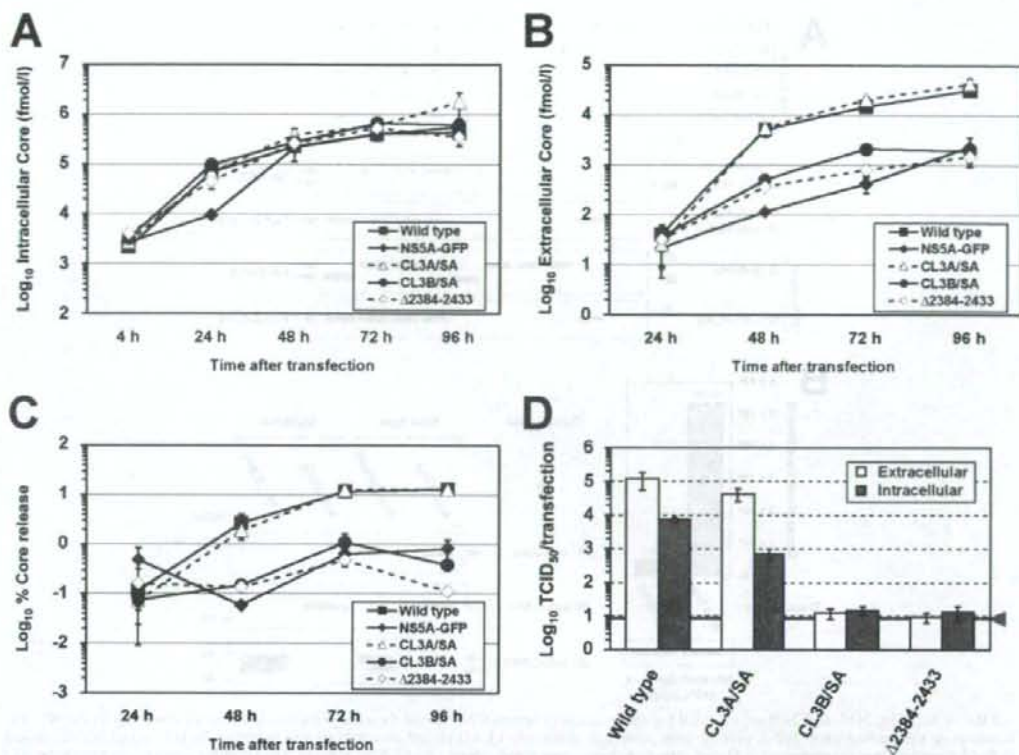 A
Log10 Intracellular Core (fmol/l)
7
6
5
4
3
2
Wild type
NS5A-GFP
CL3A/SA
CL3B/SA
Δ2384-2433
4 h 24 h 48 h 72 h 96 h
Time after transfection
B
Log10 Extracellular Core (fmol/l)
5
4
3
2
1
0
Wild type
NS5A-GFP
CL3A/SA
CL3B/SA
Δ2384-2433
24 h 48 h 72 h 96 h
Time after transfection
C
Log10 % Core release
2
1
0
-1
-2
-3
Wild type
NS5A-GFP
CL3A/SA
CL3B/SA
Δ2384-2433
24 h 48 h 72 h 96 h
Time after transfection
D
Log10 TCID50/transfection
6
5
4
3
2
1
0
Extracellular
Intracellular
Wild type
CL3A/SA
CL3B/SA
Δ2384-2433